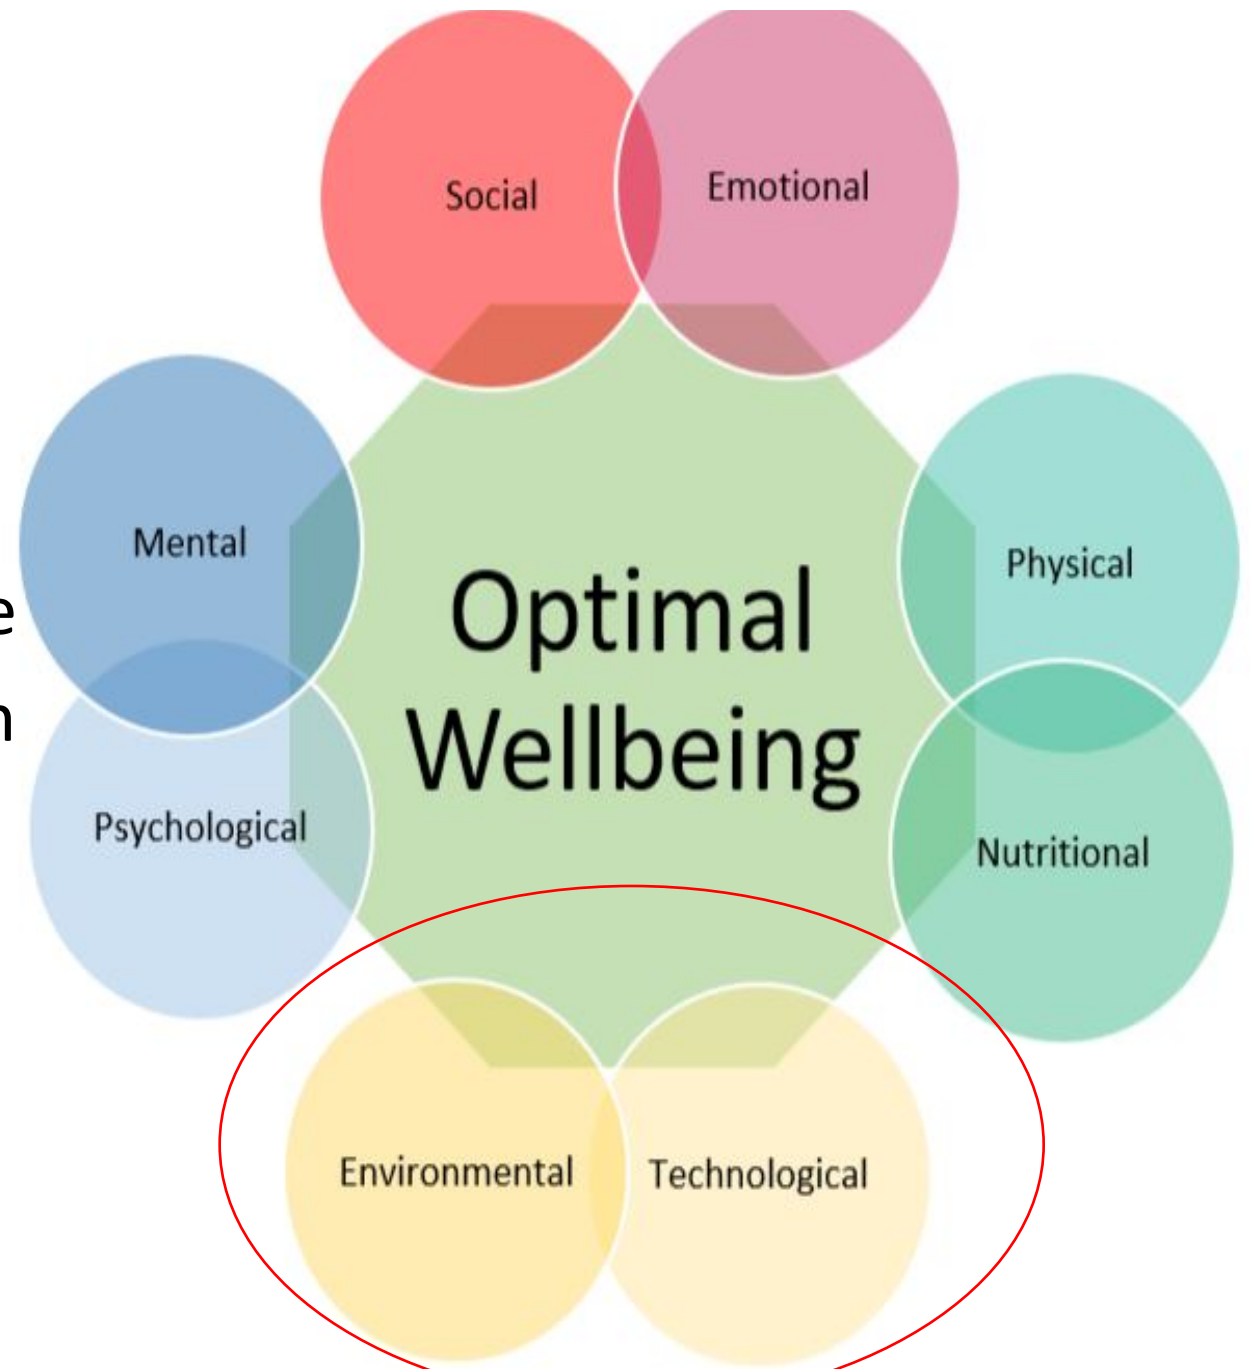 Social
Emotional
Mental
Physical
e
n
Optimal
Wellbeing
Psychological
Nutritional
Environmental
Technological